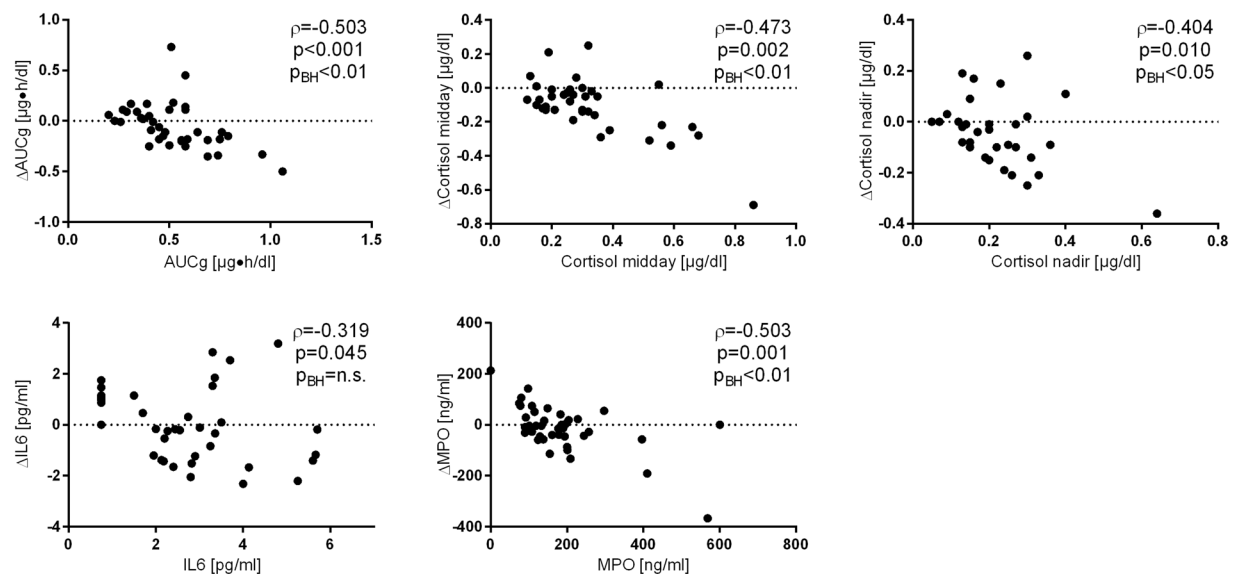 ρ=-0.503
p<0.001
pBH<0.01
ΔAUCg [µg•h/dl]
1.0
0.5
0.0
-0.5
-1.0
0.0 0.5 1.0 1.5
AUCg [µg•h/dl]
ρ=-0.473
p=0.002
pBH<0.01
ΔCortisol midday [µg/dl]
0.4
0.2
0.0
-0.2
-0.4
-0.6
-0.8
0.0 0.2 0.4 0.6 0.8 1.0
Cortisol midday [µg/dl]
ρ=-0.404
p=0.010
pBH<0.05
ΔCortisol nadir [µg/dl]
0.4
0.2
0.0
-0.2
-0.4
0.0 0.2 0.4 0.6 0.8
Cortisol nadir [µg/dl]
ρ=-0.319
p=0.045
pBH=n.s.
ΔIL6 [pg/ml]
4
2
0
-2
-4
0 2 4 6
IL6 [pg/ml]
ρ=-0.503
p=0.001
pBH<0.01
ΔMPO [ng/ml]
400
200
0
-200
-400
0 200 400 600 800
MPO [ng/ml]